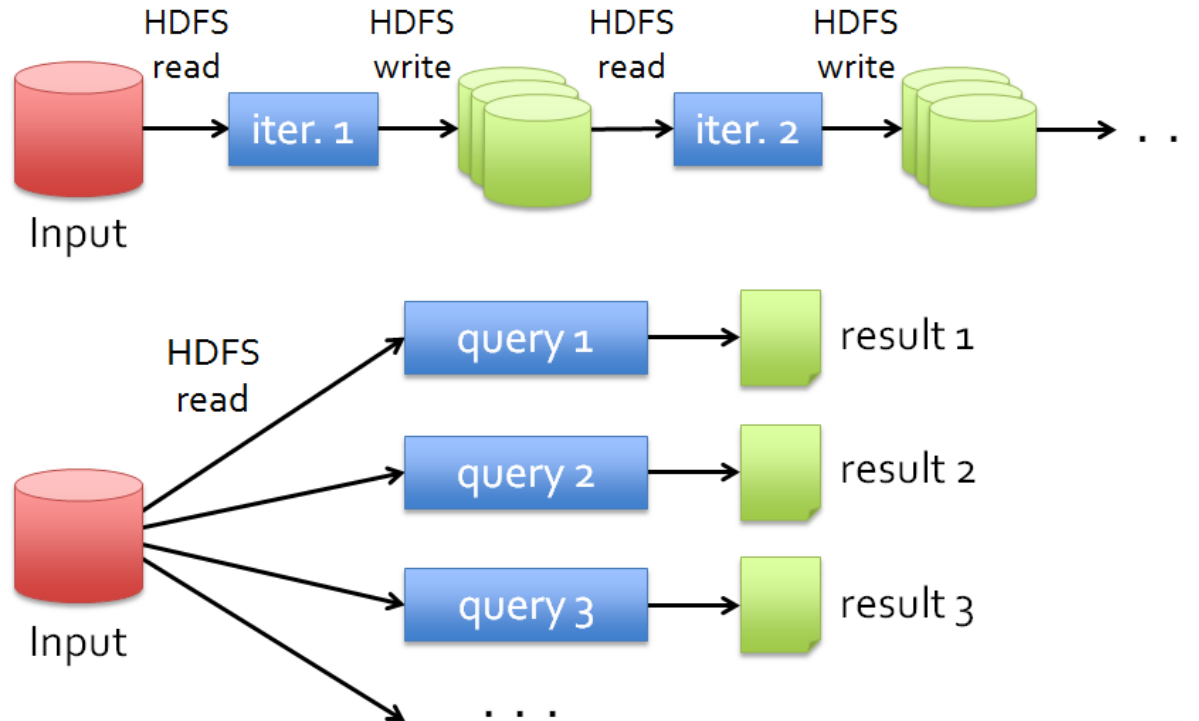 HDFS read
HDFS write
HDFS read
HDFS write
iter. 1
iter. 2
. .
Input
HDFS read
query 1
result 1
query 2
result 2
query 3
result 3
Input
. . .